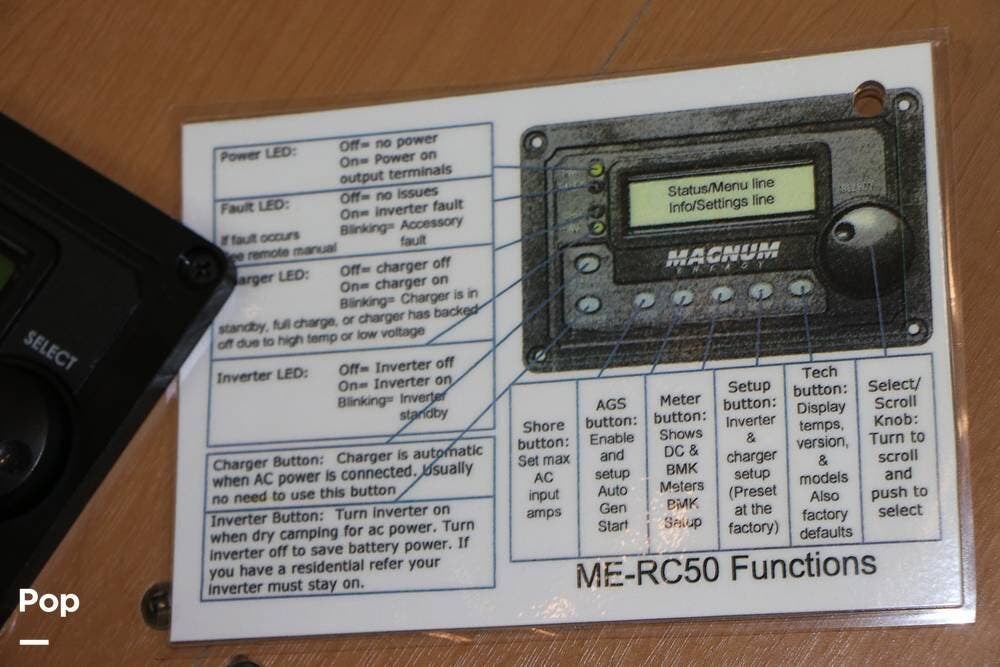 Power LED: Off= no power
On= Power on
output terminals
Fault LED: Off= no issues
On= inverter fault
Blinking= Accessory
fault
If fault occurs
see remote manual
arger LED: Off= charger off
On= charger on
Blinking= Charger is in
standby, full charge, or charger has backed
off due to high temp or low voltage
Inverter LED: Off= Inverter off
On= Inverter on
Blinking= Inverter
standby
Charger Button: Charger is automatic
when AC power is connected. Usually
no need to use this button
Inverter Button: Turn inverter on
when dry camping for ac power. Turn
inverter off to save battery power. If
you have a residential refer your
inverter must stay on.
Status/Menu line
Info/Settings line
SELECT
MAGNUM
ENERGY
Shore
button:
Set max
AC
input
amps
AGS
button:
Enable
and
setup
Auto
Gen
Start
Meter
button:
Shows
DC &
BMK
Meters
BMK
Setup
Setup
button:
Inverter
&
charger
setup
(Preset
at the
factory)
Tech
button:
Display
temps,
version,
&
models
Also
factory
defaults
Select/
Scroll
Knob:
Turn to
scroll
and
push to
select
ME-RC50 Functions
SELECT
Pop